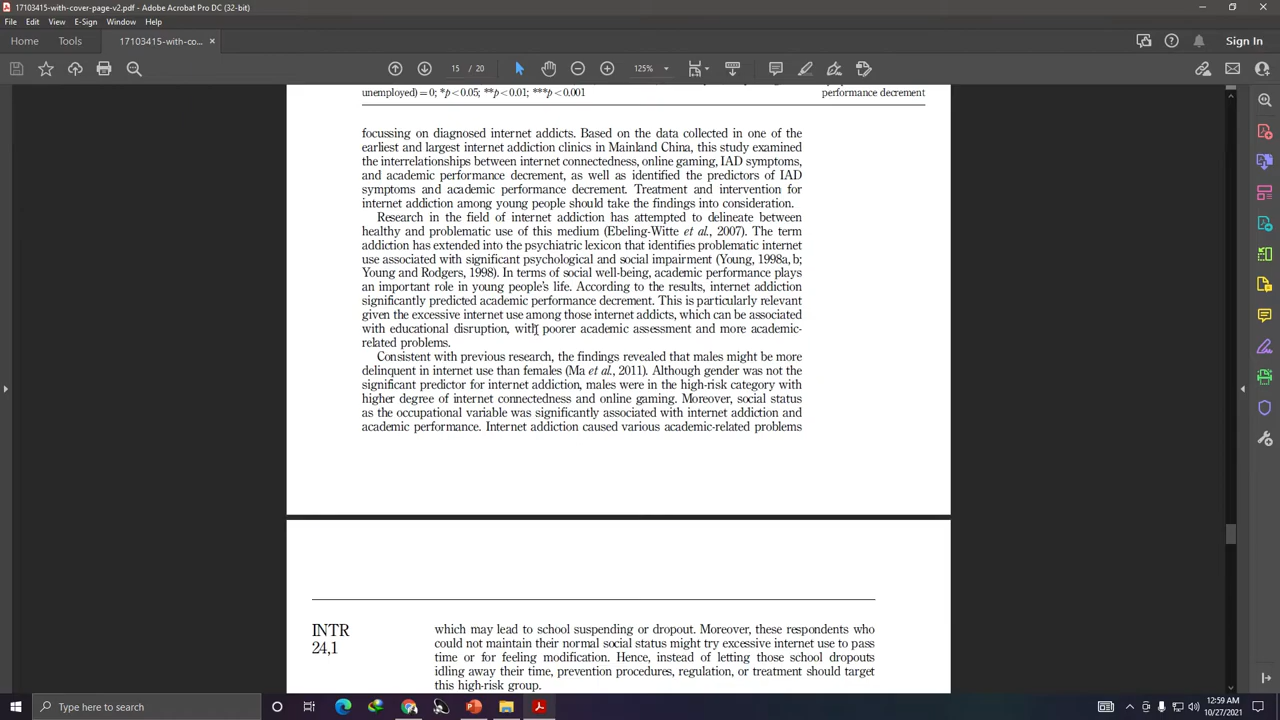 17103415-with-cover-page-v2.pdf - Adobe Acrobat Pro DC (32-bit)
File Edit View E-Sign Window Help
Home Tools 17103415-with-co... × Sign In
15 / 20 125%
unemployed) = 0; *p < 0.05; **p < 0.01; ***p < 0.001
performance decrement
focussing on diagnosed internet addicts. Based on the data collected in one of the
earliest and largest internet addiction clinics in Mainland China, this study examined
the interrelationships between internet connectedness, online gaming, IAD symptoms,
and academic performance decrement, as well as identified the predictors of IAD
symptoms and academic performance decrement. Treatment and intervention for
internet addiction among young people should take the findings into consideration.
Research in the field of internet addiction has attempted to delineate between
healthy and problematic use of this medium (Ebeling-Witte et al., 2007). The term
addiction has extended into the psychiatric lexicon that identifies problematic internet
use associated with significant psychological and social impairment (Young, 1998a, b;
Young and Rodgers, 1998). In terms of social well-being, academic performance plays
an important role in young people's life. According to the results, internet addiction
significantly predicted academic performance decrement. This is particularly relevant
given the excessive internet use among those internet addicts, which can be associated
with educational disruption, with poorer academic assessment and more academic-
related problems.
Consistent with previous research, the findings revealed that males might be more
delinquent in internet use than females (Ma et al., 2011). Although gender was not the
significant predictor for internet addiction, males were in the high-risk category with
higher degree of internet connectedness and online gaming. Moreover, social status
as the occupational variable was significantly associated with internet addiction and
academic performance. Internet addiction caused various academic-related problems
INTR
24,1
which may lead to school suspending or dropout. Moreover, these respondents who
could not maintain their normal social status might try excessive internet use to pass
time or for feeling modification. Hence, instead of letting those school dropouts
idling away their time, prevention procedures, regulation, or treatment should target
this high-risk group.
Type here to search
12:59 AM
10/27/2021